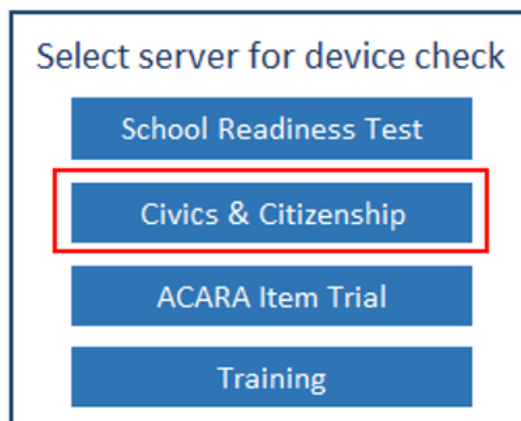 Select server for device check
School Readiness Test
Civics & Citizenship
ACARA Item Trial
Training